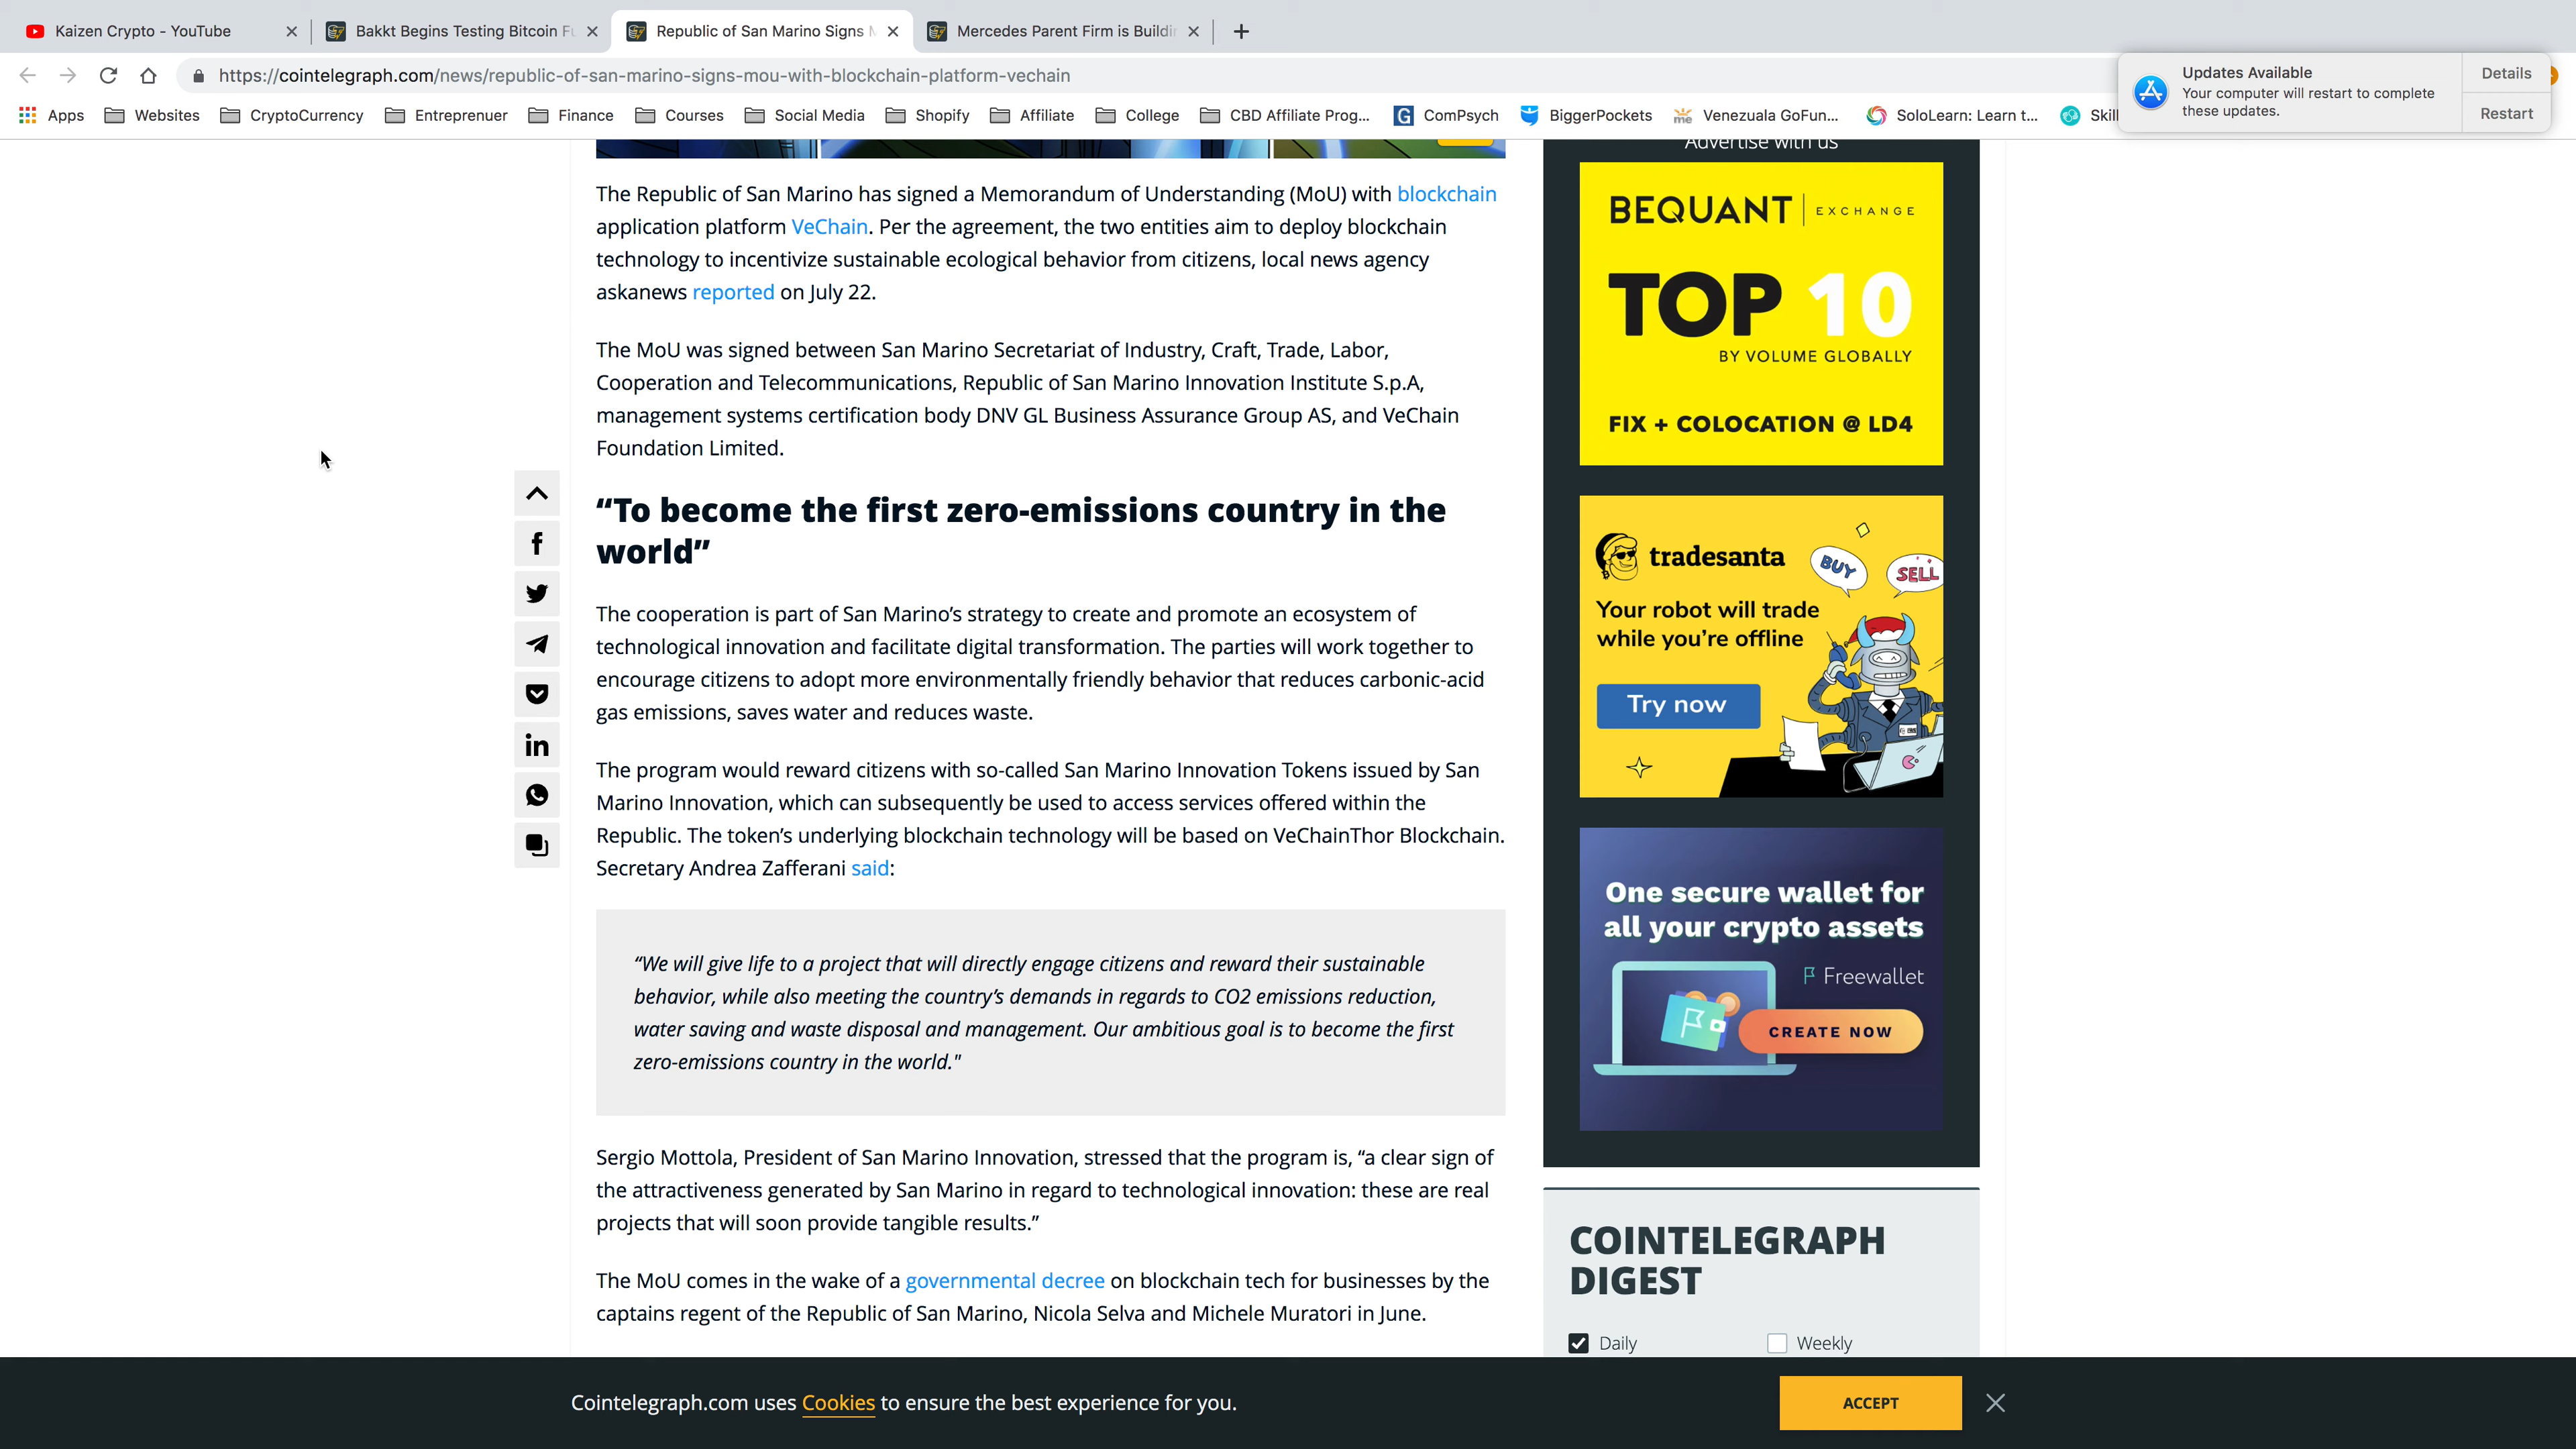 Kaizen Crypto - YouTube
Bakkt Begins Testing Bitcoin Fu
Republic of San Marino Signs M
Mercedes Parent Firm is Buildin
https://cointelegraph.com/news/republic-of-san-marino-signs-mou-with-blockchain-platform-vechain
Updates Available
Your computer will restart to complete
these updates.
Details
Restart
Apps
Websites
CryptoCurrency
Entreprenuer
Finance
Courses
Social Media
Shopify
Affiliate
College
CBD Affiliate Prog...
ComPsych
BiggerPockets
Venezuala GoFun...
SoloLearn: Learn t...
Skill
The Republic of San Marino has signed a Memorandum of Understanding (MoU) with blockchain
application platform VeChain. Per the agreement, the two entities aim to deploy blockchain
technology to incentivize sustainable ecological behavior from citizens, local news agency
askanews reported on July 22.
The MoU was signed between San Marino Secretariat of Industry, Craft, Trade, Labor,
Cooperation and Telecommunications, Republic of San Marino Innovation Institute S.p.A,
management systems certification body DNV GL Business Assurance Group AS, and VeChain
Foundation Limited.
“To become the first zero-emissions country in the
world”
The cooperation is part of San Marino’s strategy to create and promote an ecosystem of
technological innovation and facilitate digital transformation. The parties will work together to
encourage citizens to adopt more environmentally friendly behavior that reduces carbonic-acid
gas emissions, saves water and reduces waste.
The program would reward citizens with so-called San Marino Innovation Tokens issued by San
Marino Innovation, which can subsequently be used to access services offered within the
Republic. The token’s underlying blockchain technology will be based on VeChainThor Blockchain.
Secretary Andrea Zafferani said:
“We will give life to a project that will directly engage citizens and reward their sustainable
behavior, while also meeting the country’s demands in regards to CO2 emissions reduction,
water saving and waste disposal and management. Our ambitious goal is to become the first
zero-emissions country in the world."
Sergio Mottola, President of San Marino Innovation, stressed that the program is, “a clear sign of
the attractiveness generated by San Marino in regard to technological innovation: these are real
projects that will soon provide tangible results.”
The MoU comes in the wake of a governmental decree on blockchain tech for businesses by the
captains regent of the Republic of San Marino, Nicola Selva and Michele Muratori in June.
Advertise with us
BEQUANT EXCHANGE
TOP 10
BY VOLUME GLOBALLY
FIX + COLOCATION @ LD4
tradesanta
BUY
SELL
Your robot will trade
while you’re offline
Try now
One secure wallet for
all your crypto assets
Freewallet
CREATE NOW
COINTELEGRAPH
DIGEST
Daily
Weekly
Cointelegraph.com uses Cookies to ensure the best experience for you.
ACCEPT